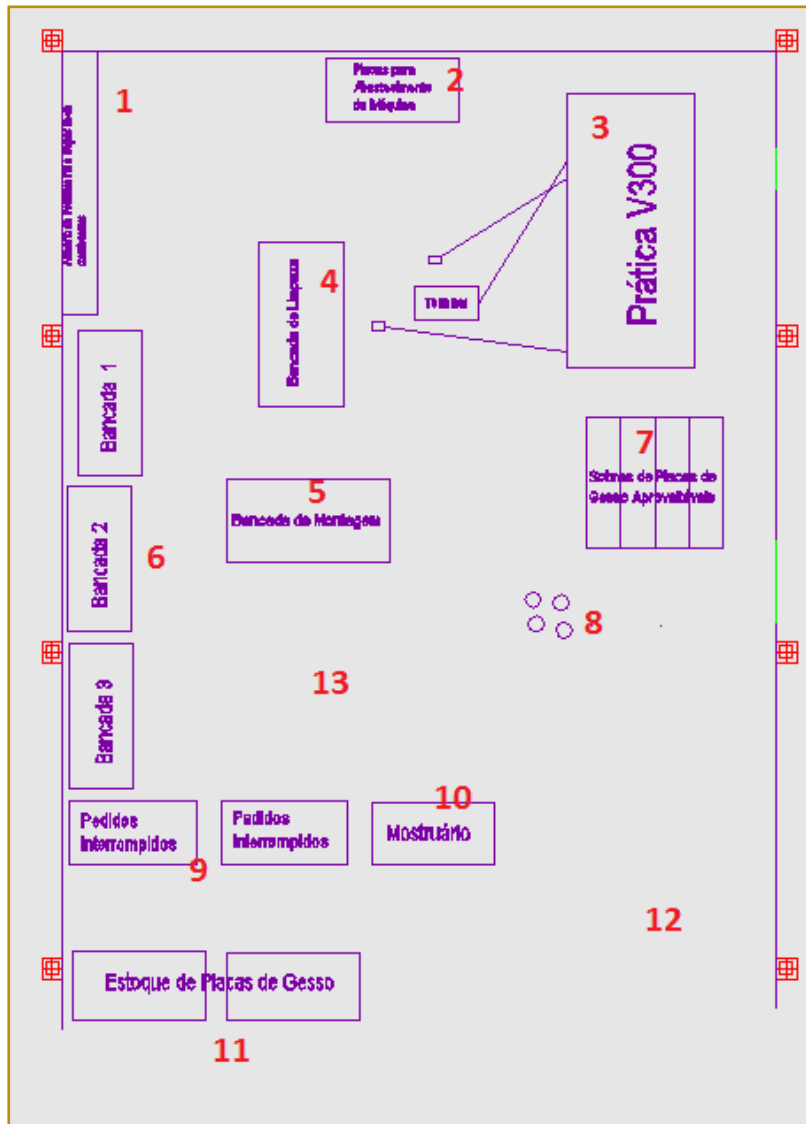 1
Placas para
Abastecimento
da Máquina
2
3
Prática V300
4
Bancada de Limpeza
Bancada 1
7
Sobras de Placas de
Gesso
5
Bancada de Montagem
Bancada 2
6
8
13
Bancada 3
10
Pedidos
Interrompidos
Pedidos
Interrompidos
Mostruário
9
12
Estoque de Placas de Gesso
11